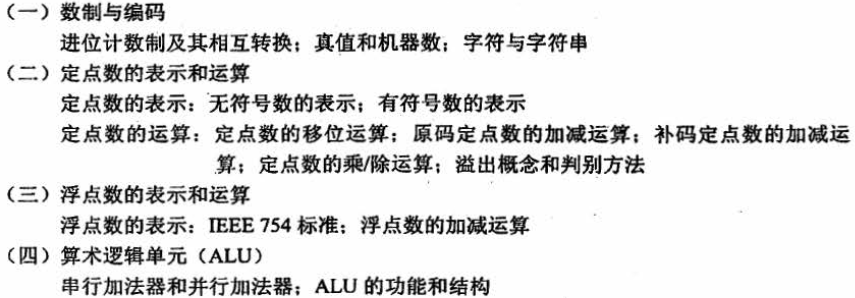 （一）数制与编码
进位计数制及其相互转换；真值和机器数；字符与字符串
（二）定点数的表示和运算
定点数的表示：无符号数的表示；有符号数的表示
定点数的运算：定点数的移位运算；原码定点数的加减运算；补码定点数的加减运
算；定点数的乘/除运算；溢出概念和判别方法
（三）浮点数的表示和运算
浮点数的表示：IEEE 754 标准；浮点数的加减运算
（四）算术逻辑单元（ALU）
串行加法器和并行加法器；ALU 的功能和结构